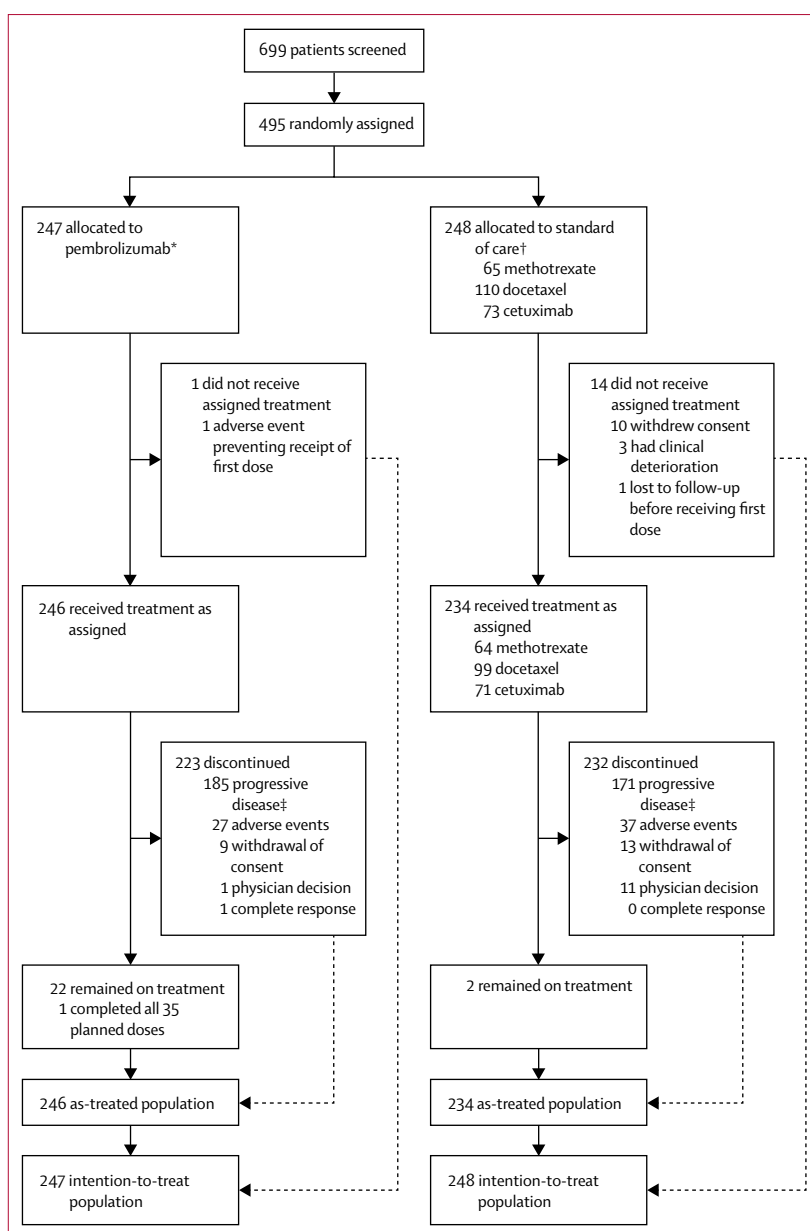 699 patients screened
495 randomly assigned
247 allocated to
pembrolizumab*
248 allocated to standard
of care†
65 methotrexate
110 docetaxel
73 cetuximab
1 did not receive
assigned treatment
1 adverse event
preventing receipt of
first dose
14 did not receive
assigned treatment
10 withdrew consent
3 had clinical
deterioration
1 lost to follow-up
before receiving first
dose
246 received treatment as
assigned
234 received treatment as
assigned
64 methotrexate
99 docetaxel
71 cetuximab
223 discontinued
185 progressive
disease‡
27 adverse events
9 withdrawal of
consent
1 physician decision
1 complete response
232 discontinued
171 progressive
disease‡
37 adverse events
13 withdrawal of
consent
11 physician decision
0 complete response
22 remained on treatment
1 completed all 35
planned doses
2 remained on treatment
246 as-treated population
234 as-treated population
247 intention-to-treat
population
248 intention-to-treat
population